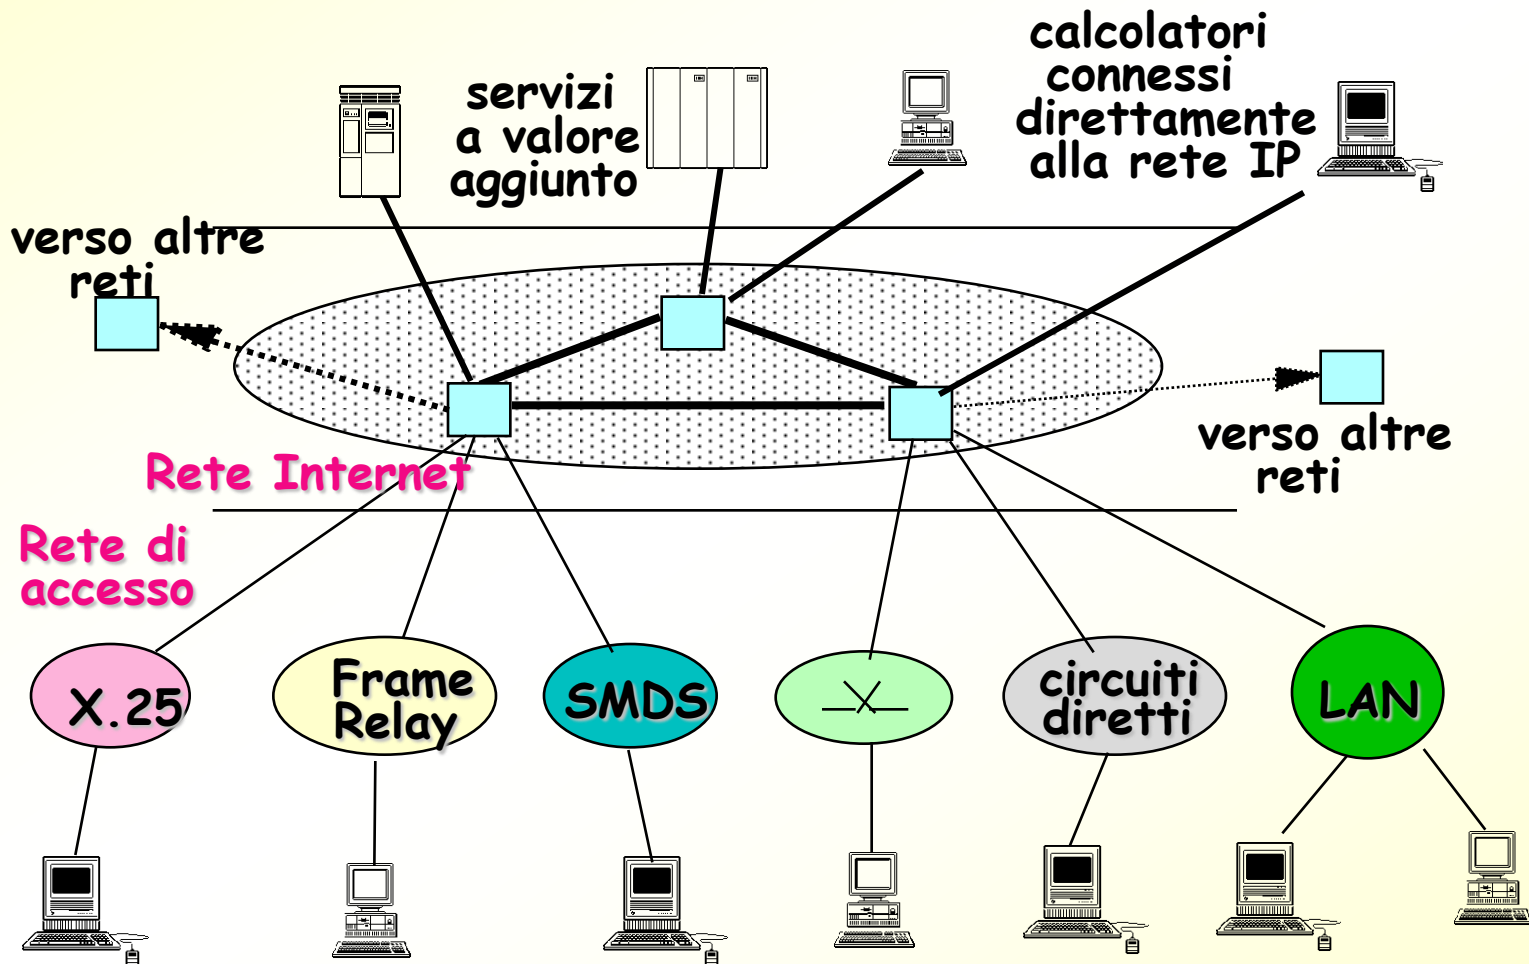 servizi
a valore
aggiunto
calcolatori
connessi
direttamente
alla rete IP
verso altre
reti
verso altre
reti
Rete Internet
Rete di
accesso
X.25
Frame
Relay
SMDS
circuiti
diretti
LAN